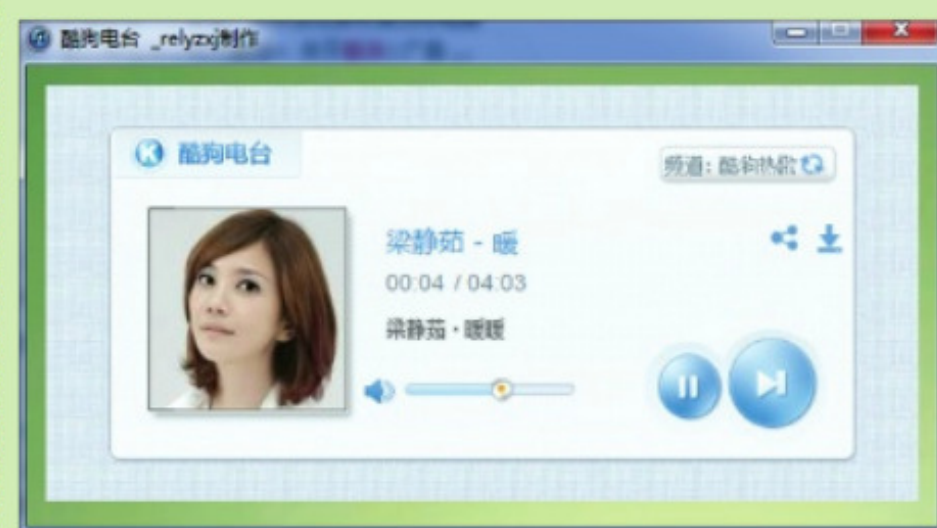 酷狗电台 _relyzxj制作
酷狗电台
频道: 酷狗热歌
梁静茹 - 暖
00:04 / 04:03
梁静茹·暖暖